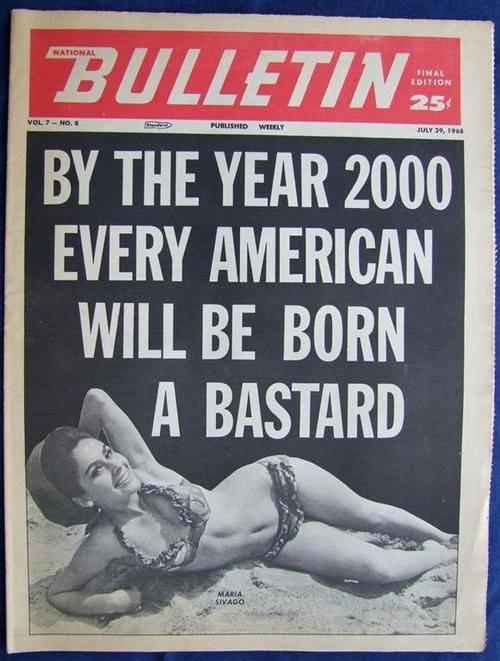 NATIONAL
BULLETIN
FINAL
EDITION
25¢
VOL. 7 — NO. 8
Standard
PUBLISHED WEEKLY
JULY 29, 1968
BY THE YEAR 2000
EVERY AMERICAN
WILL BE BORN
A BASTARD
MARIA
SIVAGO